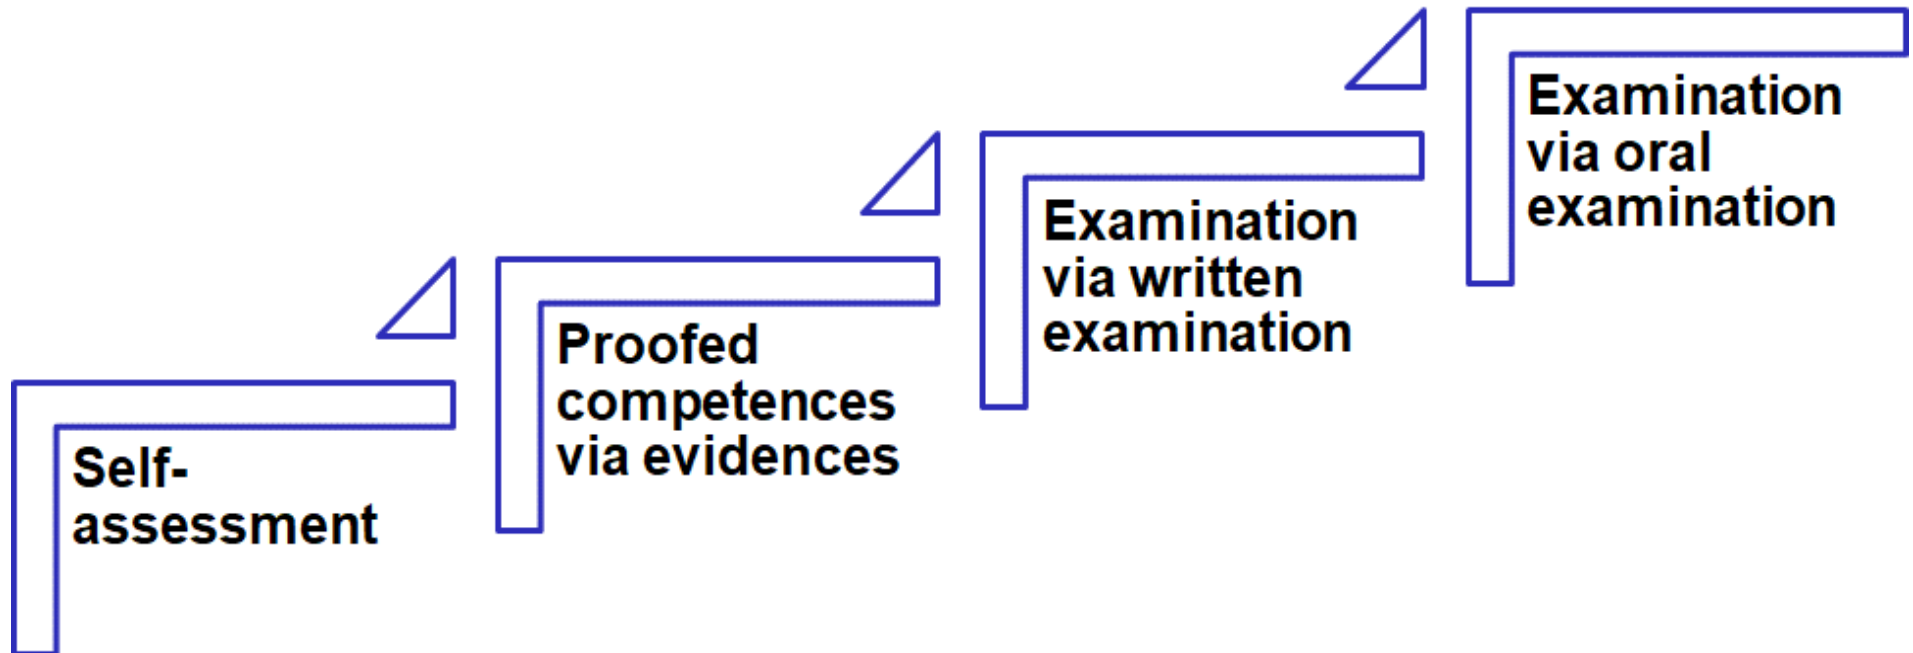 Self-
assessment
Proofed
competences
via evidences
Examination
via written
examination
Examination
via oral
examination